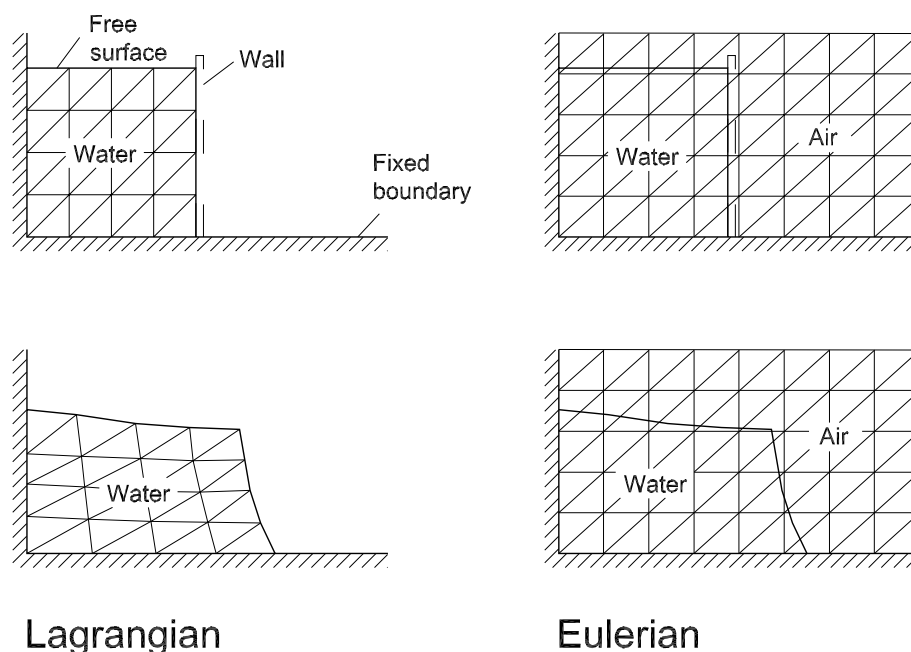 Free
surface
Wall
Water
Fixed
boundary
Water
Air
Water
Water
Air
Lagrangian
Eulerian